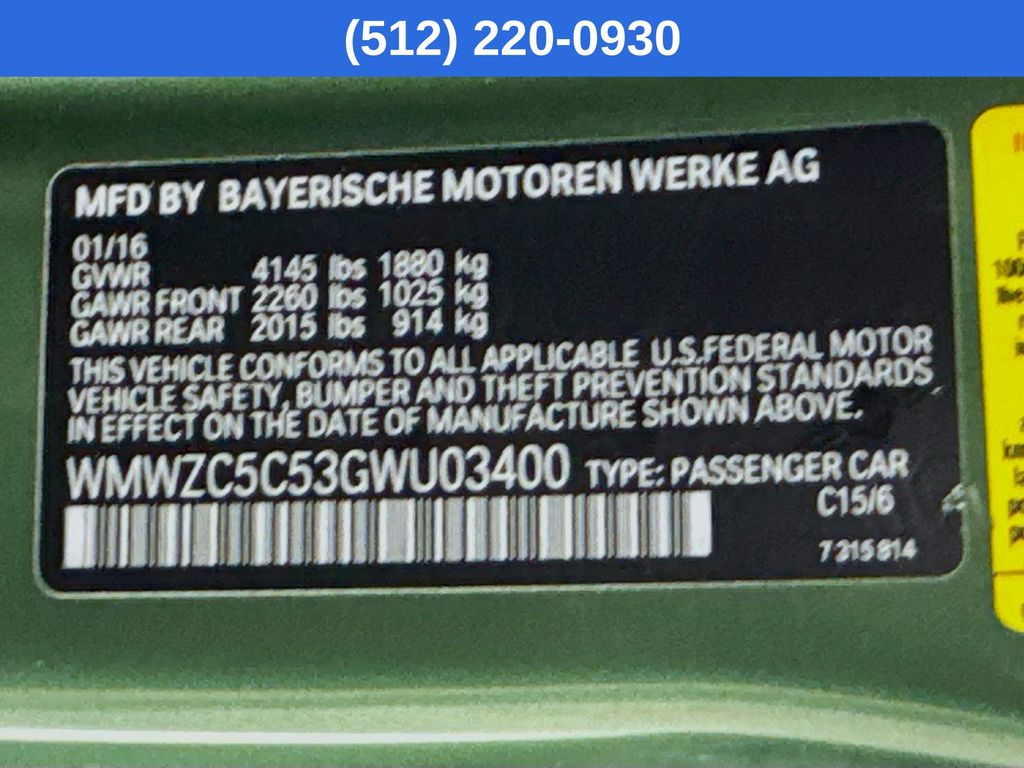 (512) 220-0930
MFD BY BAYERISCHE MOTOREN WERKE AG
01/16
GVWR 4145 lbs 1880 kg
GAWR FRONT 2260 lbs 1025 kg
GAWR REAR 2015 lbs 914 kg
THIS VEHICLE CONFORMS TO ALL APPLICABLE U.S.FEDERAL MOTOR
VEHICLE SAFETY, BUMPER AND THEFT PREVENTION STANDARDS
IN EFFECT ON THE DATE OF MANUFACTURE SHOWN ABOVE.
WMWZC5C53GWU03400 TYPE: PASSENGER CAR
C15/6
7 315 814